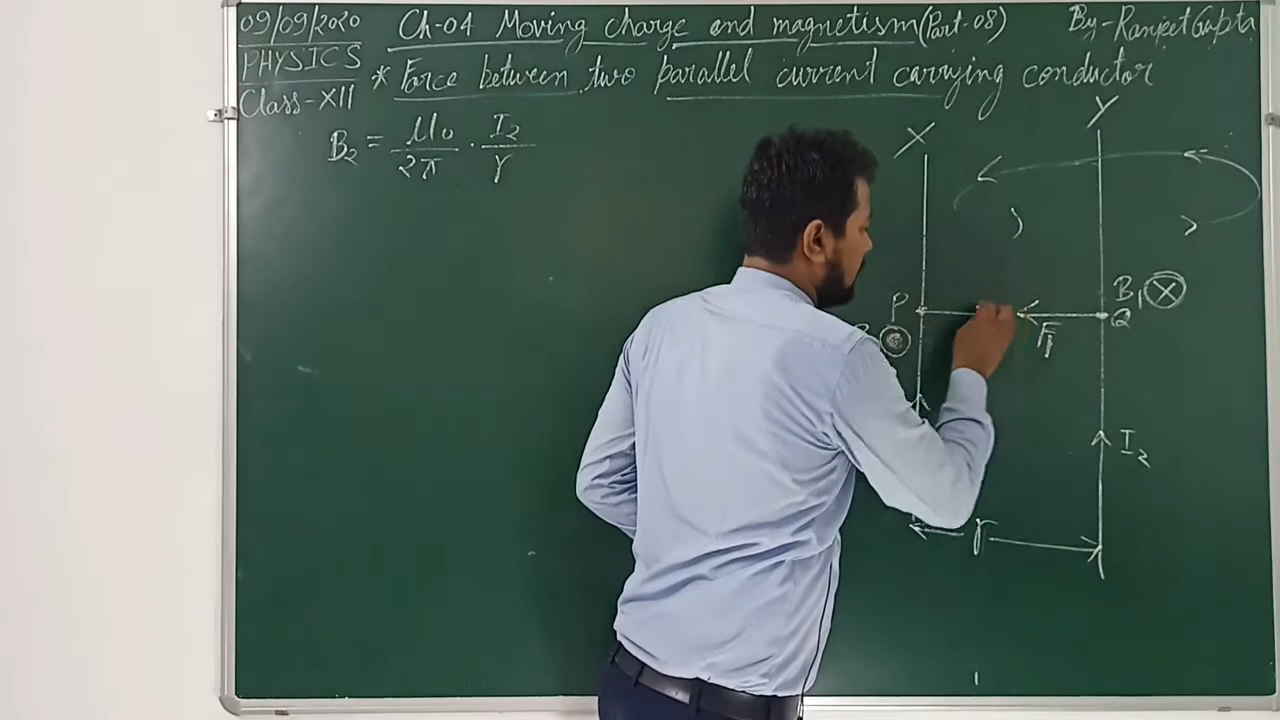 09/09/2020 Ch-04 Moving charge and magnetism (Part-08) By-Ranjeet Gupta
PHYSICS
Class-XII * Force between two parallel current carrying conductor
B₂ = μ₀/2π · I₂/r
X Y
P B₁ ⊗
Q
F₁
I₂
r